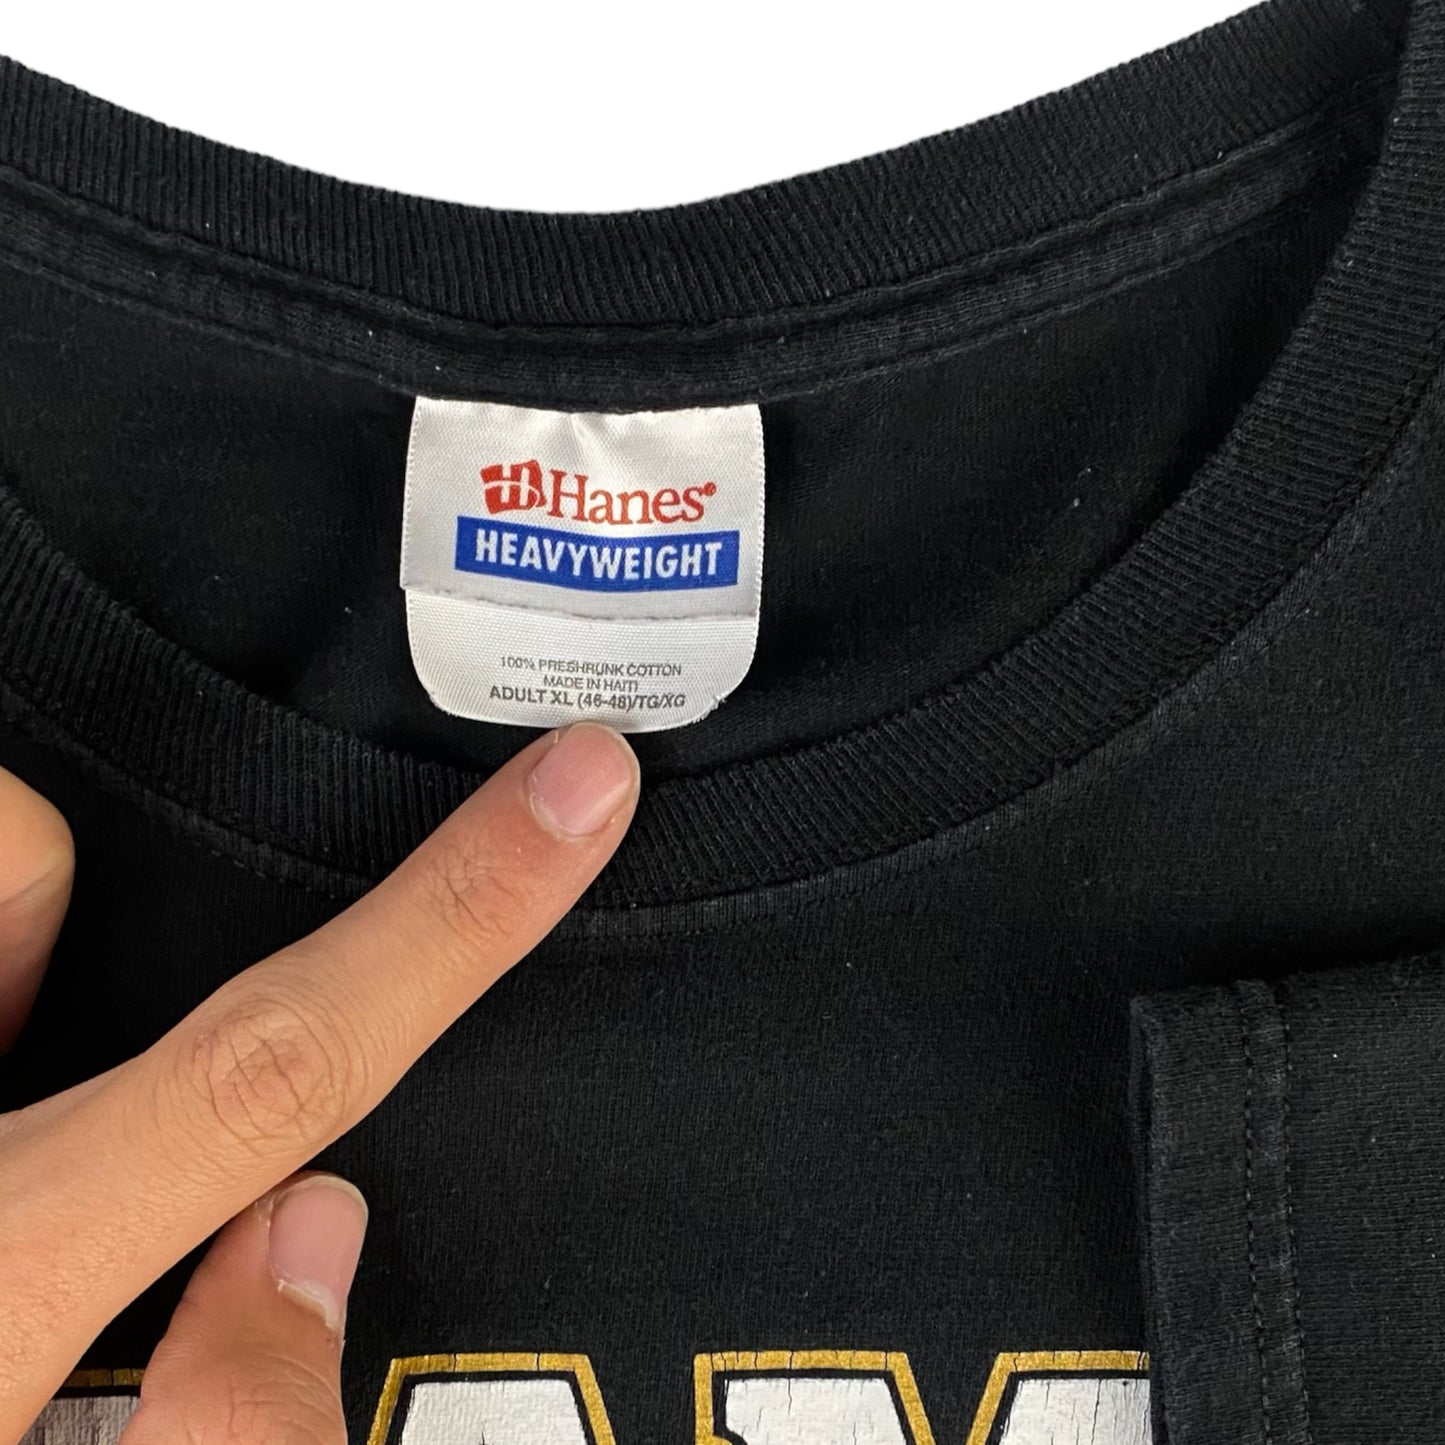 Hanes®
HEAVYWEIGHT
100% PRESHRUNK COTTON
MADE IN HAITI
ADULT XL (46-48)/TG/XG